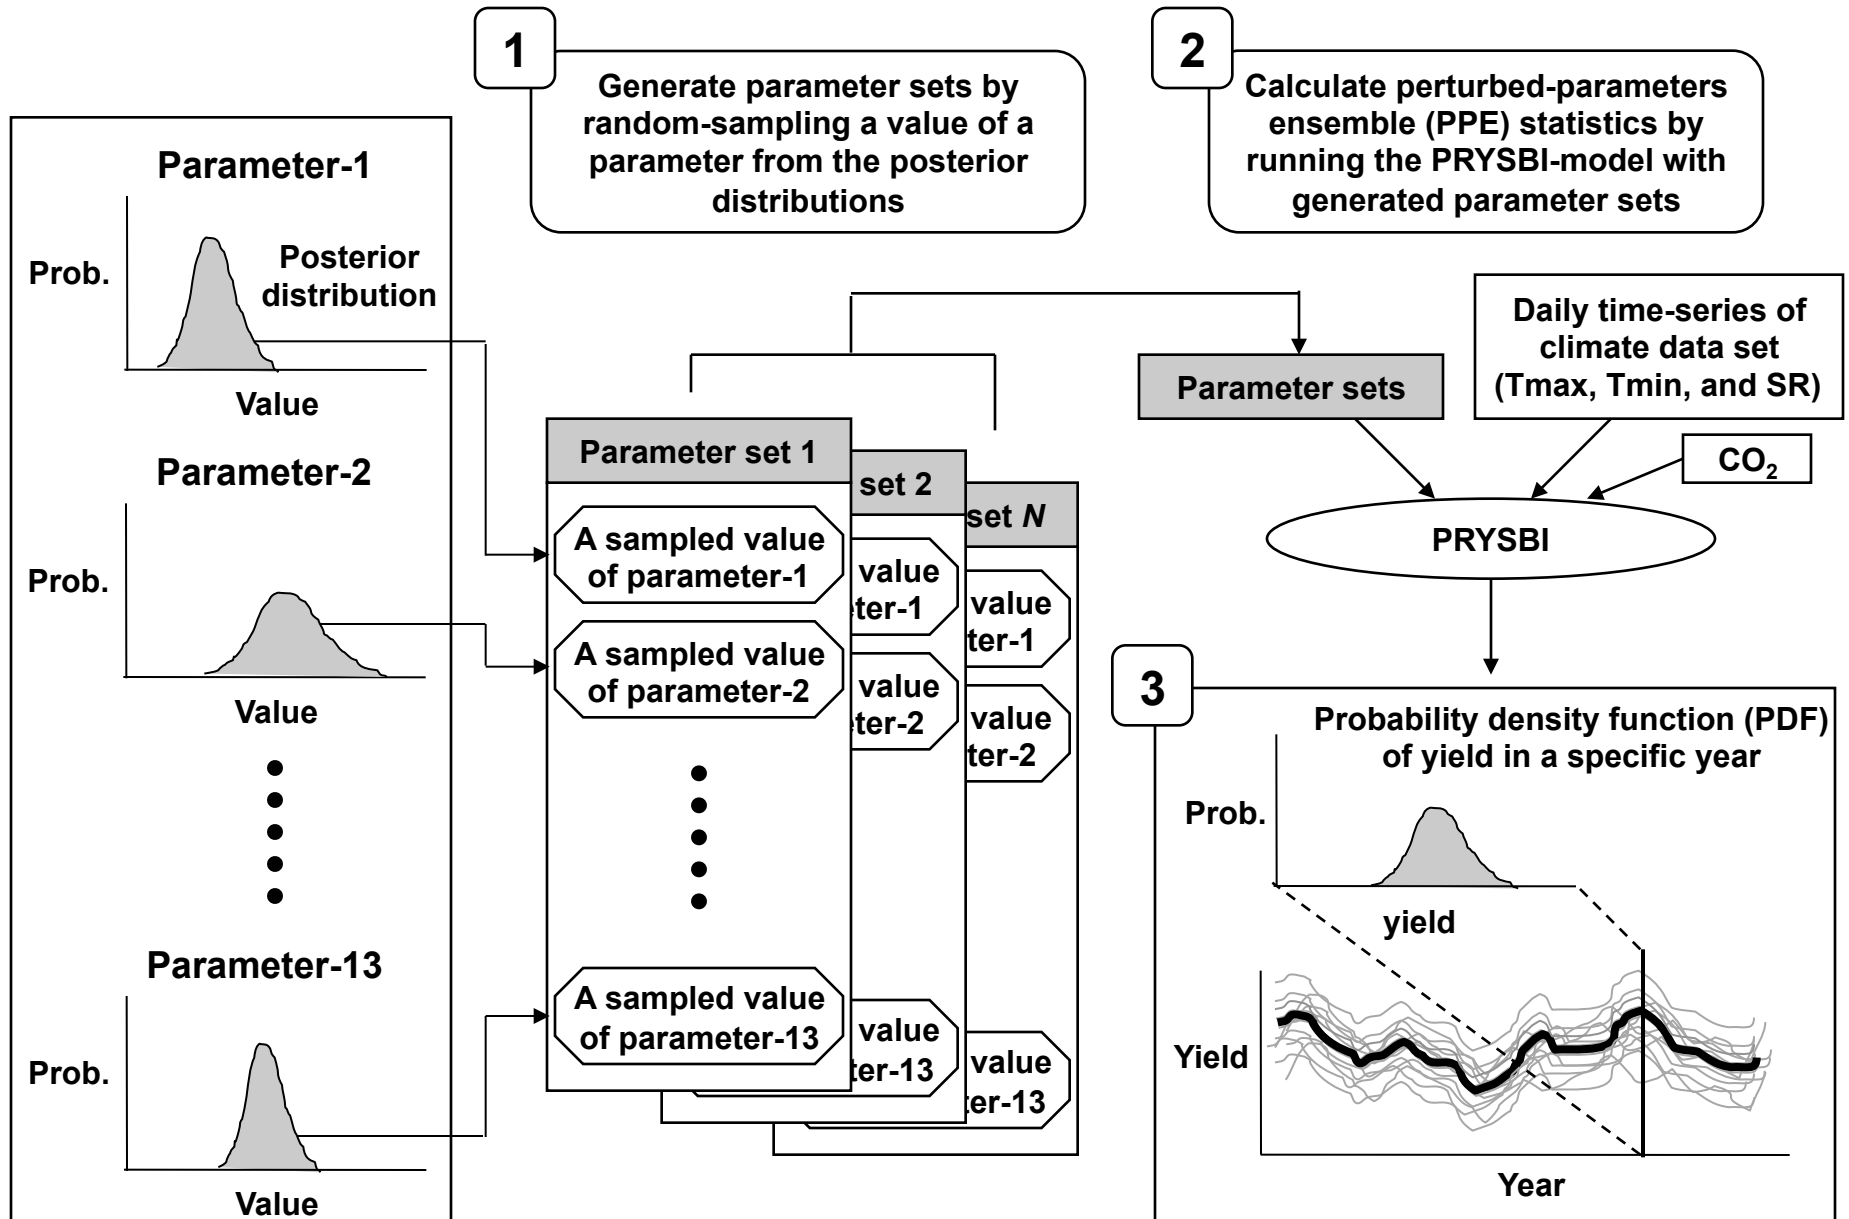 1
Generate parameter sets by
random-sampling a value of a
parameter from the posterior
distributions
2
Calculate perturbed-parameters
ensemble (PPE) statistics by
running the PRYSBI-model with
generated parameter sets
Parameter-1
Prob.
Posterior
distribution
Value
Parameter-2
Prob.
Value
Parameter-13
Prob.
Value
Parameter set 1
A sampled value
of parameter-1
A sampled value
of parameter-2
A sampled value
of parameter-13
set 2
value
eter-1
value
eter-2
value
ter-13
set N
value
ter-1
value
ter-2
value
ter-13
Parameter sets
Daily time-series of
climate data set
(Tmax, Tmin, and SR)
CO₂
PRYSBI
3
Probability density function (PDF)
of yield in a specific year
Prob.
yield
Yield
Year